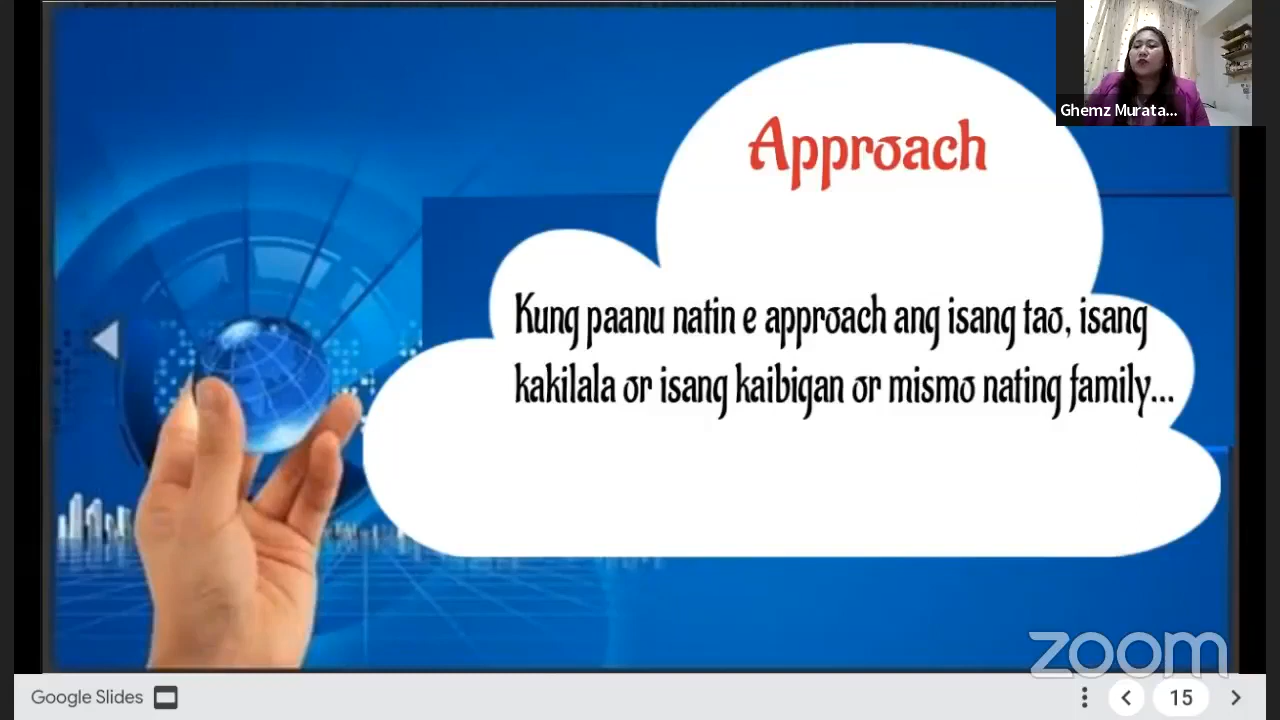 Approach
Ghemz Murata...
Kung paanu natin e approach ang isang tao, isang
kakilala or isang kaibigan or mismo nating family...
zoom
Google Slides
15